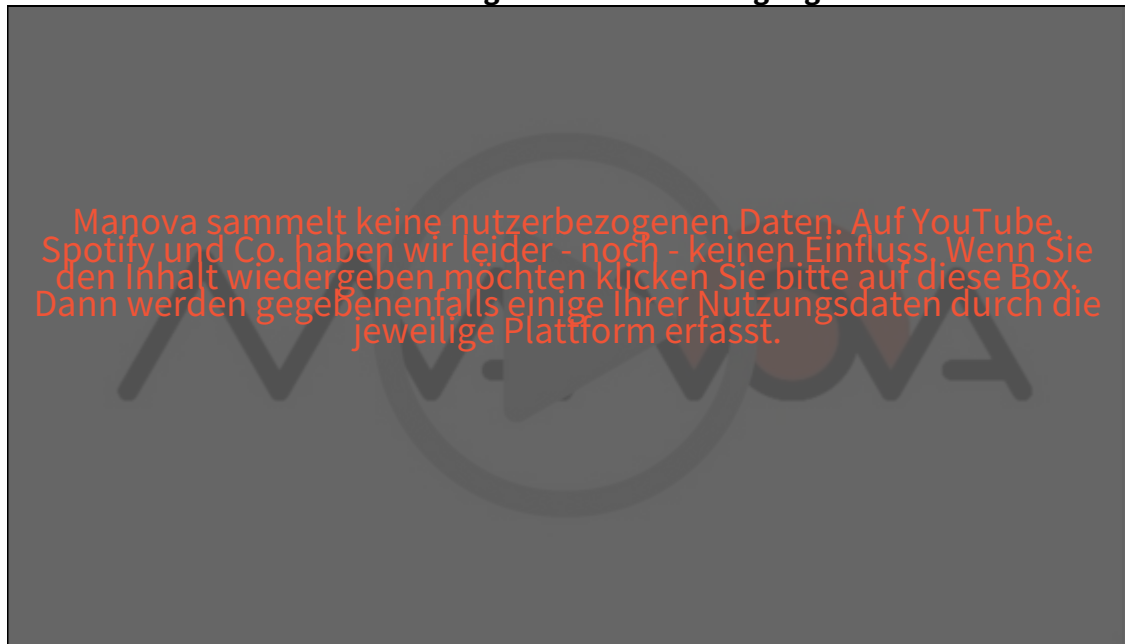 Manova sammelt keine nutzerbezogenen Daten. Auf YouTube,
Spotify und Co. haben wir leider - noch - keinen Einfluss. Wenn Sie
den Inhalt wiedergeben möchten klicken Sie bitte auf diese Box.
Dann werden gegebenenfalls einige Ihrer Nutzungsdaten durch die
jeweilige Plattform erfasst.